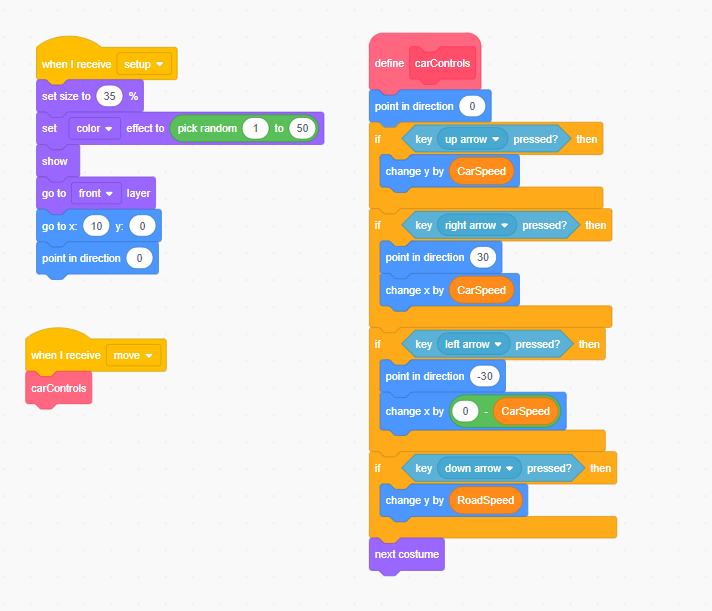 when I receive setup
set size to 35 %
set color effect to pick random 1 to 50
show
go to front layer
go to x: 10 y: 0
point in direction 0
when I receive move
carControls
define carControls
point in direction 0
if key up arrow pressed? then
change y by CarSpeed
if key right arrow pressed? then
point in direction 30
change x by CarSpeed
if key left arrow pressed? then
point in direction -30
change x by 0 - CarSpeed
if key down arrow pressed? then
change y by RoadSpeed
next costume